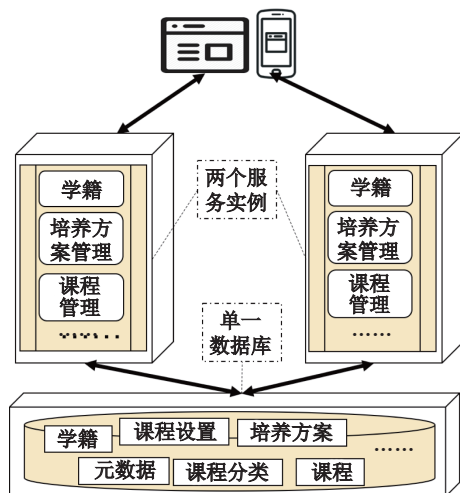 学籍
培养方
案管理
课程
管理
……
两个服
务实例
学籍
培养方
案管理
课程
管理
……
单一
数据库
学籍
课程设置
培养方案
……
元数据
课程分类
课程